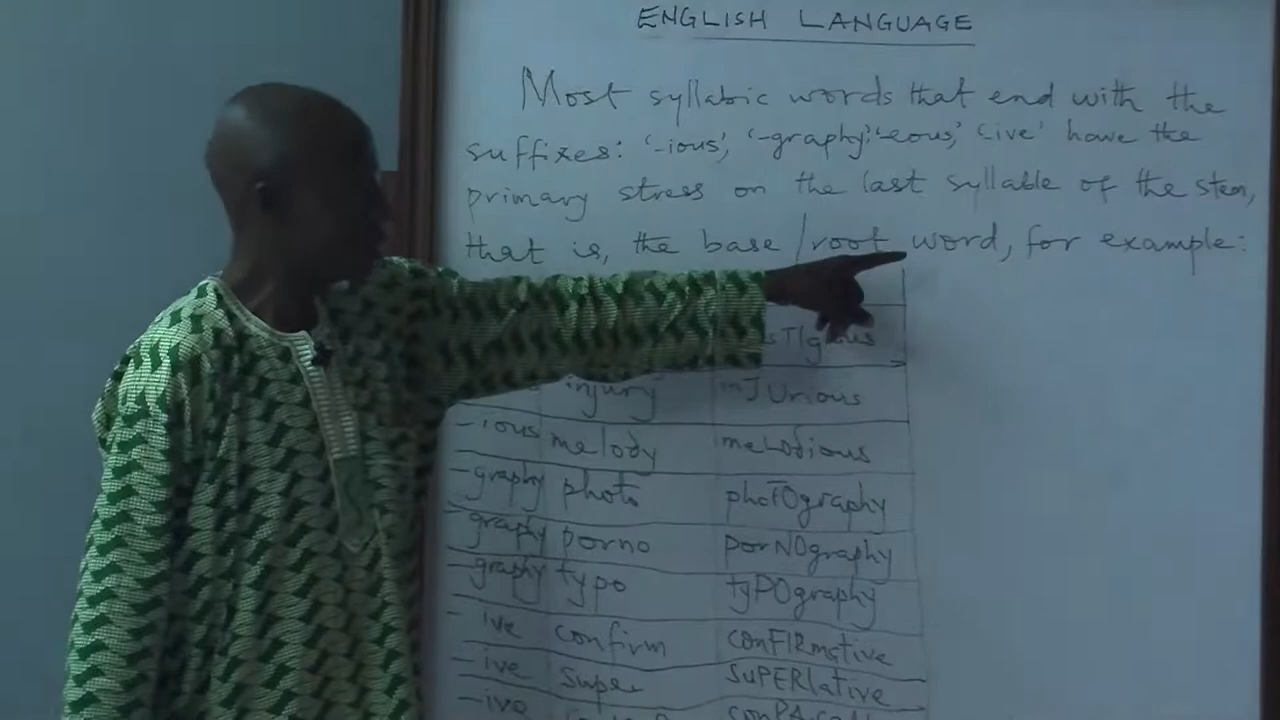 ENGLISH LANGUAGE
Most syllabic words that end with the
suffixes: '-ious', '-graphy', '-eous', '-ive' have the
primary stress on the last syllable of the stem,
that is, the base/root word, for example:
injury inJUrious
-ious melody meLOdious
-graphy photo phoTOgraphy
-graphy porno porNOgraphy
-graphy typo tyPOgraphy
-ive confirm conFIRmative
-ive super suPERlative
-ive